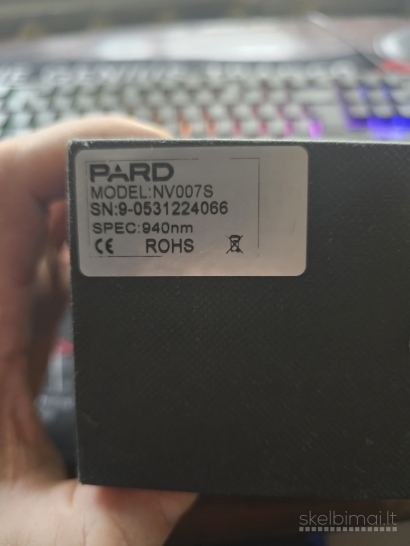 PARD
MODEL:NV007S
SN:9-0531224066
SPEC:940nm
CE ROHS
skelbimai.lt